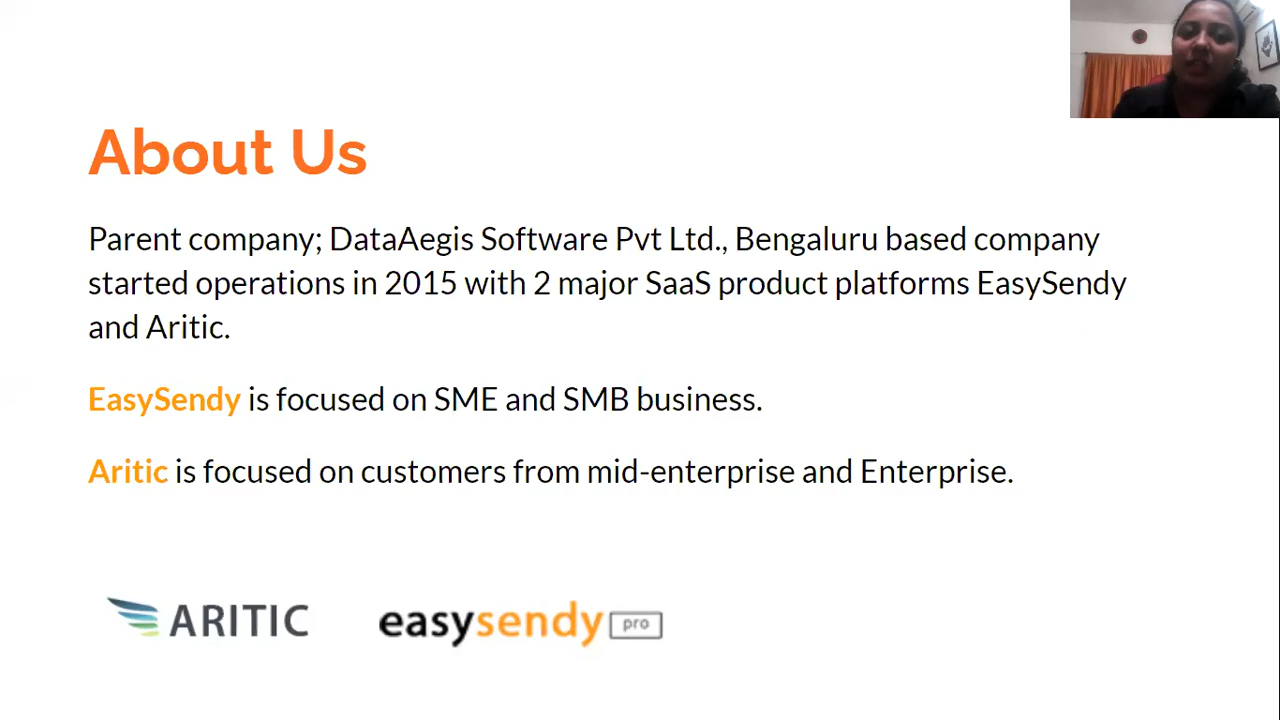 About Us
Parent company; DataAegis Software Pvt Ltd., Bengaluru based company
started operations in 2015 with 2 major SaaS product platforms EasySendy
and Aritic.
EasySendy is focused on SME and SMB business.
Aritic is focused on customers from mid-enterprise and Enterprise.
ARITIC
easysendy pro